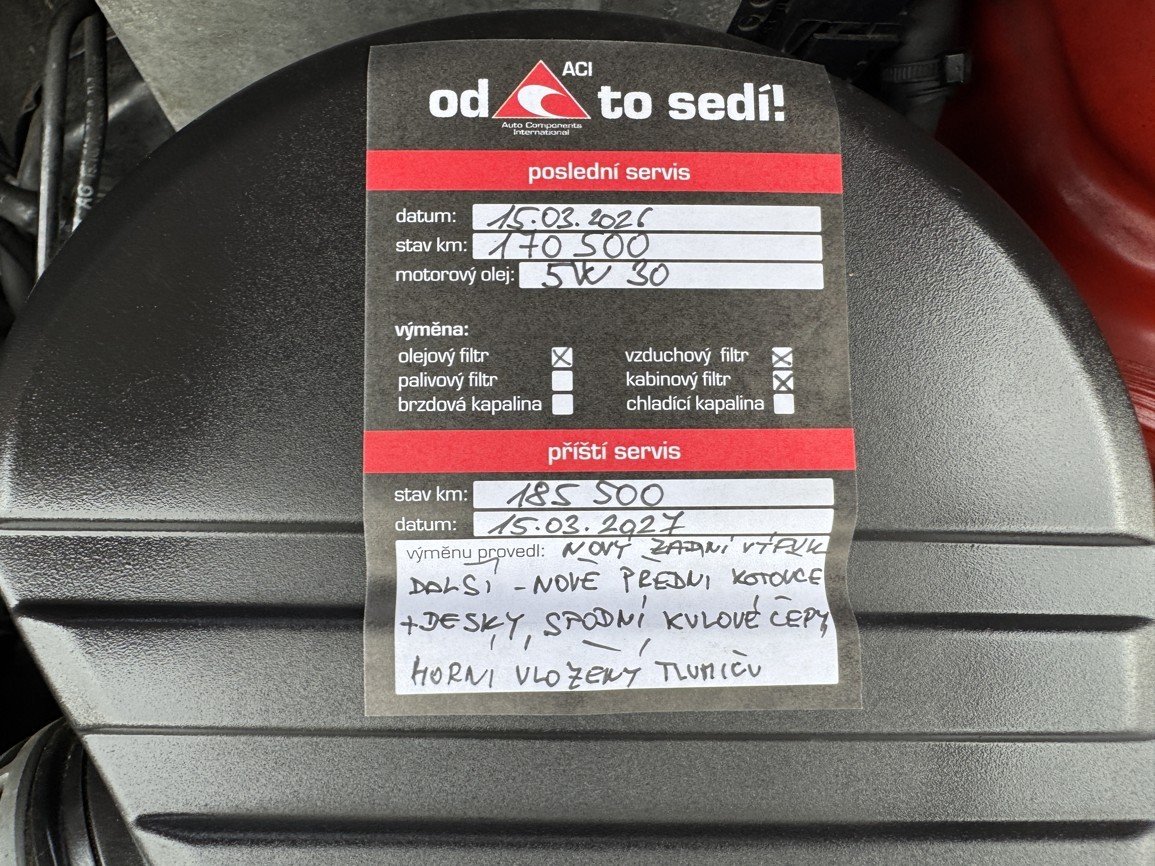 ACI
od to sedí!
Auto Components
International
poslední servis
datum: 15.03.2026
stav km: 170 500
motorový olej: 5W 30
výměna:
olejový filtr vzduchový filtr
palivový filtr kabinový filtr
brzdová kapalina chladící kapalina
příští servis
stav km: 185 500
datum: 15.03.2027
výměnu provedl: NOVÝ ZADNÍ VÝFUK
DALSÍ - NOVÉ PŘEDNÍ KOTOUČE
+DESKY, SPODNÍ KULOVÉ ČEPY,
HORNÍ VLOŽENÝ TLUMIČŮ